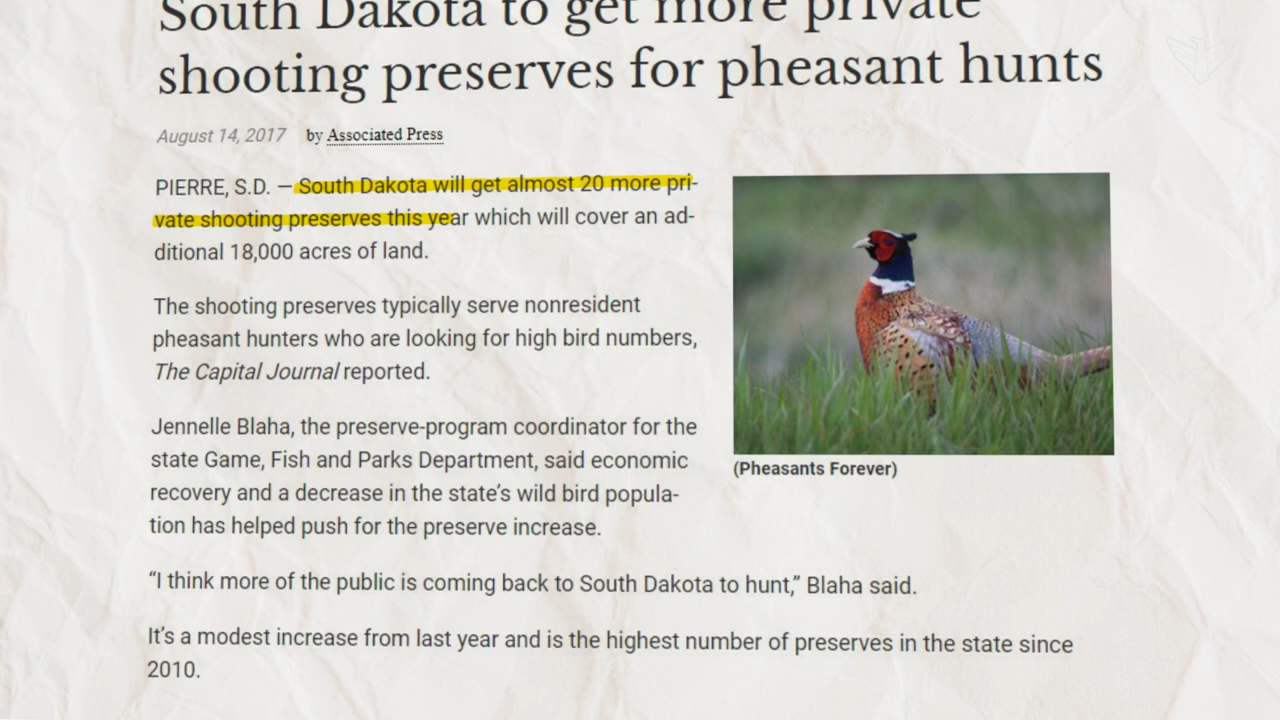 South Dakota to get more private
shooting preserves for pheasant hunts
August 14, 2017 by Associated Press
PIERRE, S.D. — South Dakota will get almost 20 more pri-
vate shooting preserves this year which will cover an ad-
ditional 18,000 acres of land.
The shooting preserves typically serve nonresident
pheasant hunters who are looking for high bird numbers,
The Capital Journal reported.
Jennelle Blaha, the preserve-program coordinator for the
state Game, Fish and Parks Department, said economic
recovery and a decrease in the state’s wild bird popula-
tion has helped push for the preserve increase.
(Pheasants Forever)
“I think more of the public is coming back to South Dakota to hunt,” Blaha said.
It’s a modest increase from last year and is the highest number of preserves in the state since
2010.